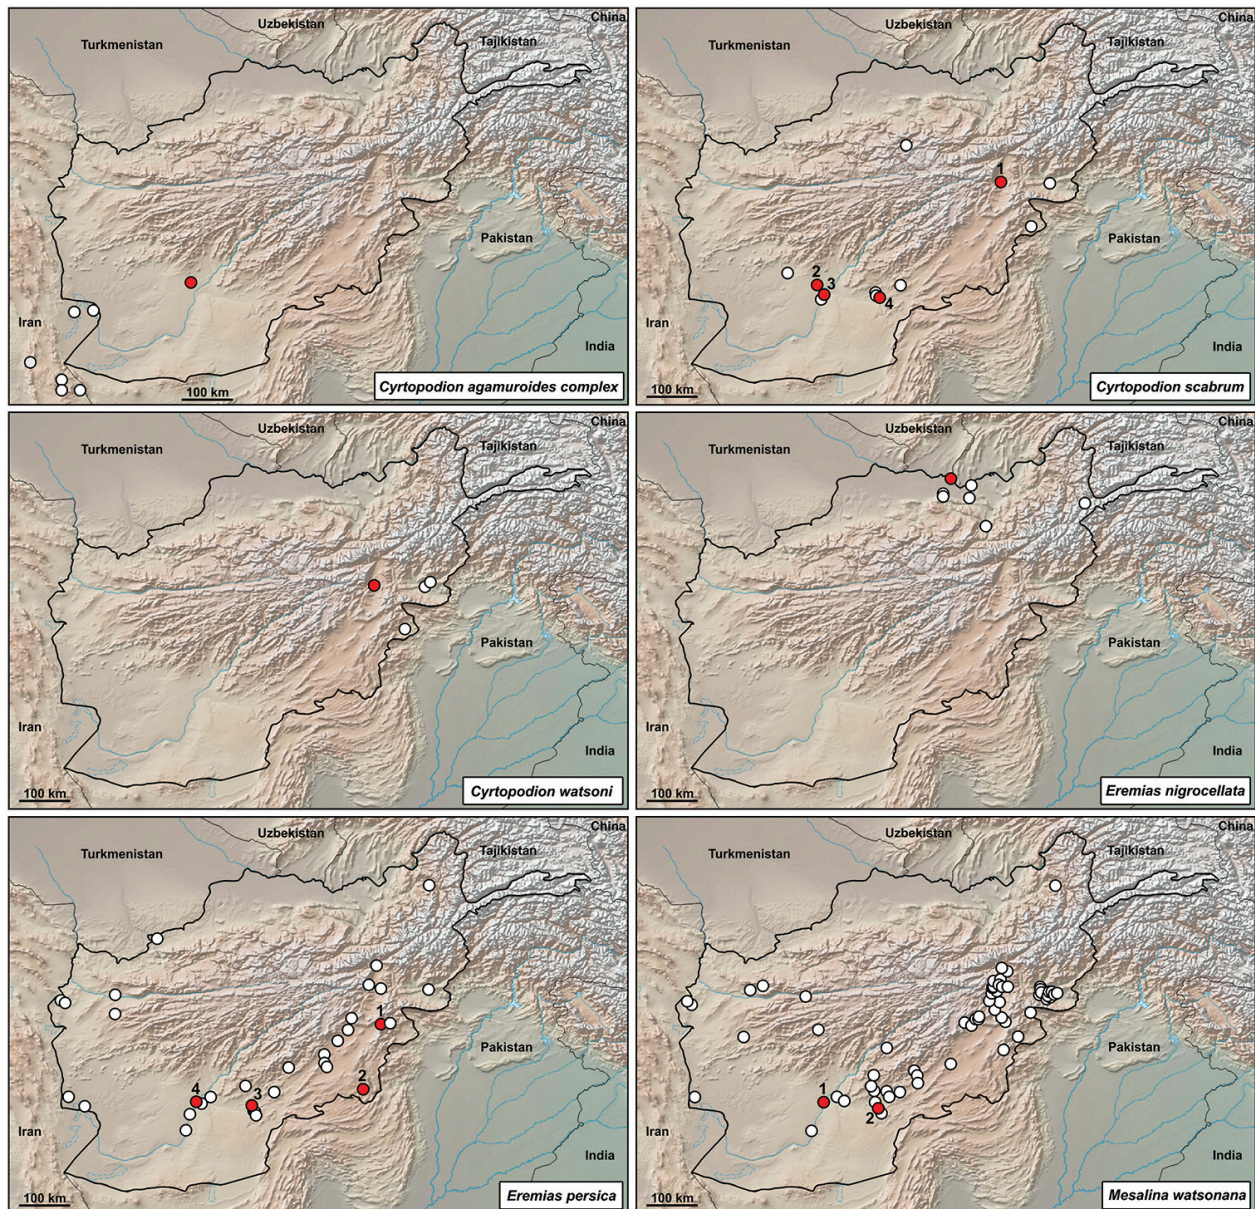 Uzbekistan
China
Turkmenistan
Tajikistan
Pakistan
Iran
India
100 km
Cyrtopodion agamuroides complex
Uzbekistan
China
Turkmenistan
Tajikistan
1
Pakistan
2
3
4
Iran
India
100 km
Cyrtopodion scabrum
Uzbekistan
China
Turkmenistan
Tajikistan
Pakistan
Iran
India
100 km
Cyrtopodion watsoni
Uzbekistan
China
Turkmenistan
Tajikistan
Pakistan
Iran
India
100 km
Eremias nigrocellata
Uzbekistan
China
Turkmenistan
Tajikistan
1
Pakistan
2
4
3
Iran
India
100 km
Eremias persica
Uzbekistan
China
Turkmenistan
Tajikistan
Pakistan
1
2
Iran
India
100 km
Mesalina watsonana